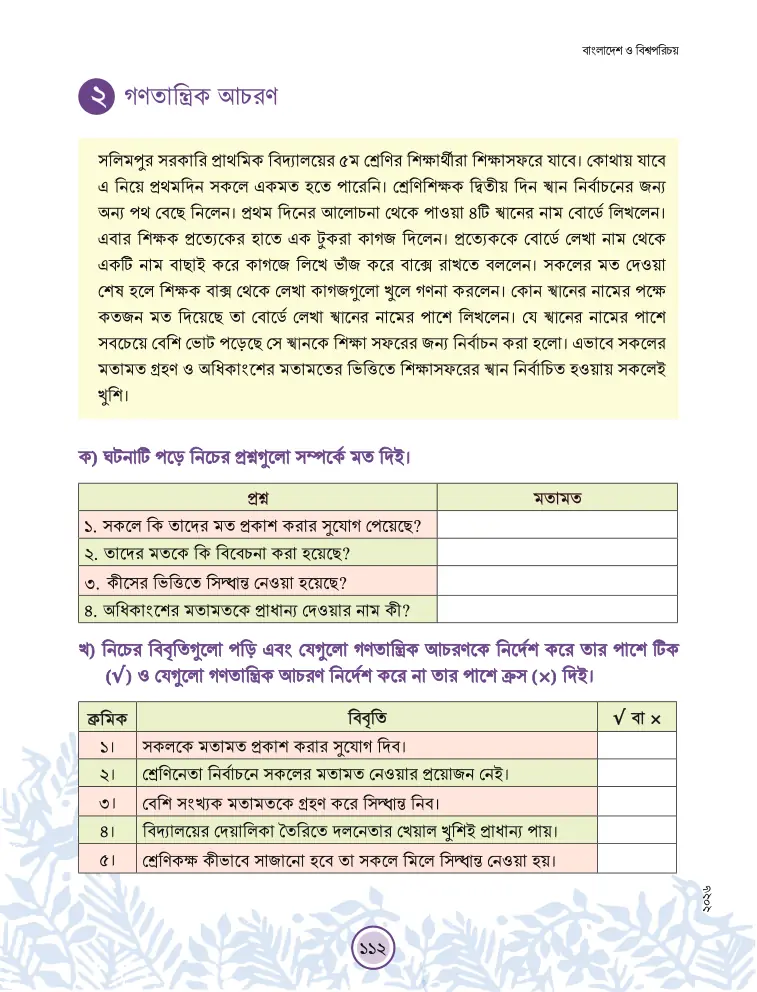 বাংলাদেশ ও বিশ্বপরিচয়
২ গণতান্ত্রিক আচরণ
সলিমপুর সরকারি প্রাথমিক বিদ্যালয়ের ৫ম শ্রেণির শিক্ষার্থীরা শিক্ষাসফরে যাবে। কোথায় যাবে
এ নিয়ে প্রথমদিন সকলে একমত হতে পারেনি। শ্রেণিশিক্ষক দ্বিতীয় দিন স্থান নির্বাচনের জন্য
অন্য পথ বেছে নিলেন। প্রথম দিনের আলোচনা থেকে পাওয়া ৪টি স্থানের নাম বোর্ডে লিখলেন।
এবার শিক্ষক প্রত্যেকের হাতে এক টুকরা কাগজ দিলেন। প্রত্যেককে বোর্ডে লেখা নাম থেকে
একটি নাম বাছাই করে কাগজে লিখে ভাঁজ করে বাক্সে রাখতে বললেন। সকলের মত দেওয়া
শেষ হলে শিক্ষক বাক্স থেকে লেখা কাগজগুলো খুলে গণনা করলেন। কোন স্থানের নামের পক্ষে
কতজন মত দিয়েছে তা বোর্ডে লেখা স্থানের নামের পাশে লিখলেন। যে স্থানের নামের পাশে
সবচেয়ে বেশি ভোট পড়েছে সে স্থানকে শিক্ষা সফরের জন্য নির্বাচন করা হলো। এভাবে সকলের
মতামত গ্রহণ ও অধিকাংশের মতামতের ভিত্তিতে শিক্ষাসফরের স্থান নির্বাচিত হওয়ায় সকলেই
খুশি।
ক) ঘটনাটি পড়ে নিচের প্রশ্নগুলো সম্পর্কে মত দিই।
প্রশ্ন মতামত
১. সকলে কি তাদের মত প্রকাশ করার সুযোগ পেয়েছে?
২. তাদের মতকে কি বিবেচনা করা হয়েছে?
৩. কীসের ভিত্তিতে সিদ্ধান্ত নেওয়া হয়েছে?
৪. অধিকাংশের মতামতকে প্রাধান্য দেওয়ার নাম কী?
খ) নিচের বিবৃতিগুলো পড়ি এবং যেগুলো গণতান্ত্রিক আচরণকে নির্দেশ করে তার পাশে টিক
(√) ও যেগুলো গণতান্ত্রিক আচরণ নির্দেশ করে না তার পাশে ক্রস (×) দিই।
ক্রমিক বিবৃতি √ বা ×
১। সকলকে মতামত প্রকাশ করার সুযোগ দিব।
২। শ্রেণিনেতা নির্বাচনে সকলের মতামত নেওয়ার প্রয়োজন নেই।
৩। বেশি সংখ্যক মতামতকে গ্রহণ করে সিদ্ধান্ত নিব।
৪। বিদ্যালয়ের দেয়ালিকা তৈরিতে দলনেতার খেয়াল খুশিই প্রাধান্য পায়।
৫। শ্রেণিকক্ষ কীভাবে সাজানো হবে তা সকলে মিলে সিদ্ধান্ত নেওয়া হয়।
২০২৬
১১২